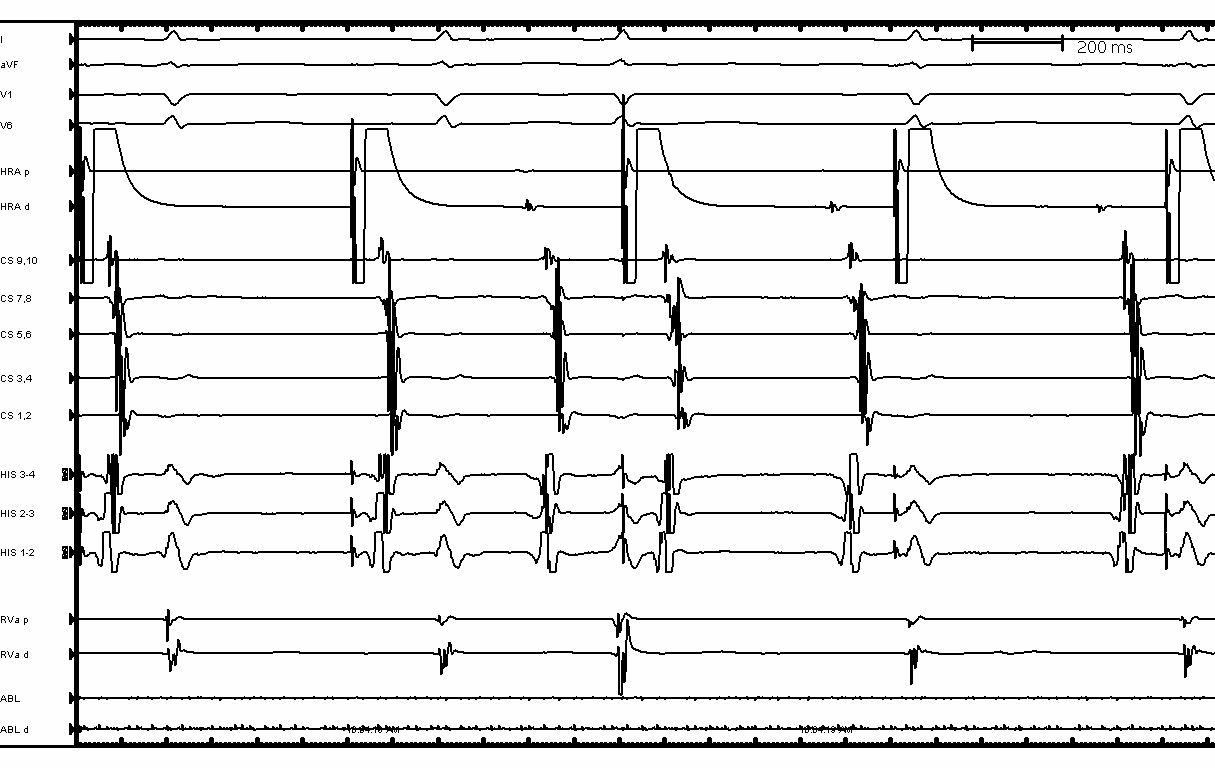 I
200 ms
aVF
V1
V6
HRA p
HRA d
CS 9,10
CS 7,8
CS 5,6
CS 3,4
CS 1,2
HIS 3-4
HIS 2-3
HIS 1-2
RVa p
RVa d
ABL
ABL d